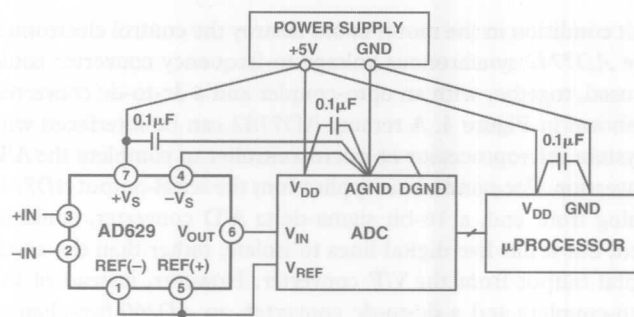 POWER SUPPLY
+5V GND
0.1µF
0.1µF
0.1µF
7 4
+VS −VS
VDD AGND DGND
VDD GND
+IN 3
AD629
VOUT 6
VIN
ADC
µPROCESSOR
−IN 2
REF(−) REF(+)
VREF
1 5